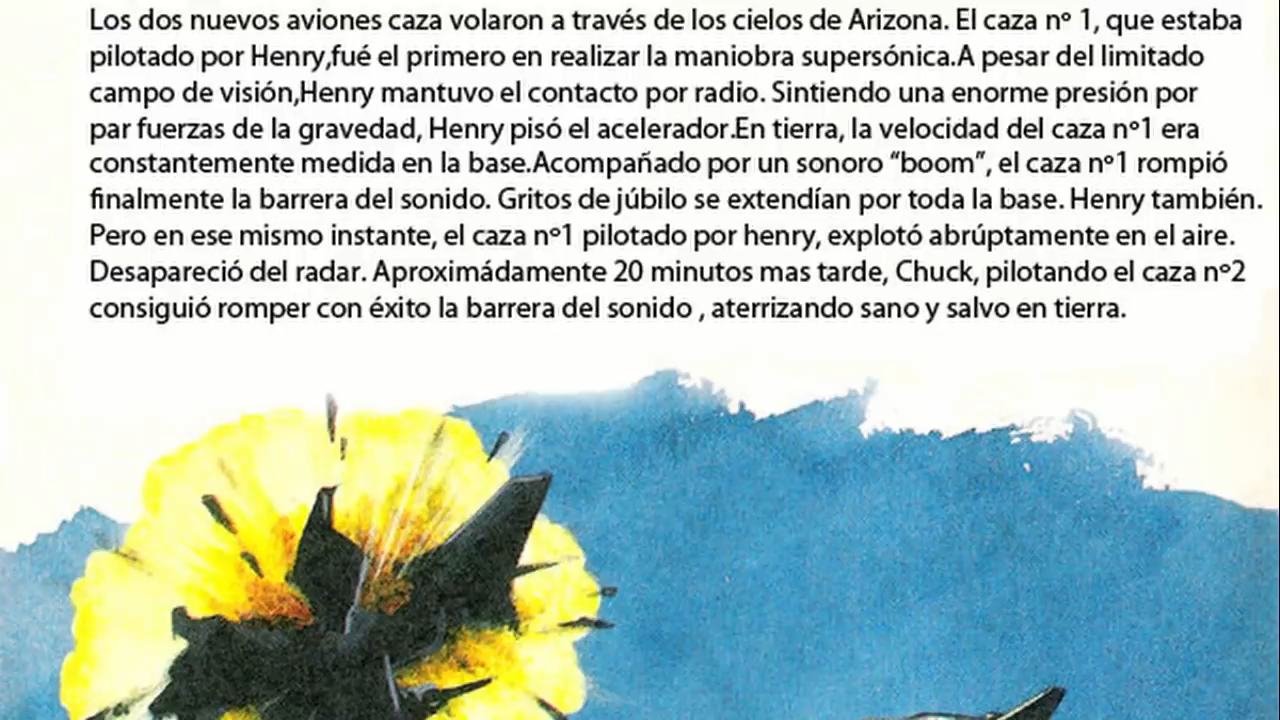 Los dos nuevos aviones caza volaron a través de los cielos de Arizona. El caza nº 1, que estaba
pilotado por Henry,fué el primero en realizar la maniobra supersónica.A pesar del limitado
campo de visión,Henry mantuvo el contacto por radio. Sintiendo una enorme presión por
par fuerzas de la gravedad, Henry pisó el acelerador.En tierra, la velocidad del caza nº1 era
constantemente medida en la base.Acompañado por un sonoro “boom”, el caza nº1 rompió
finalmente la barrera del sonido. Gritos de júbilo se extendían por toda la base. Henry también.
Pero en ese mismo instante, el caza nº1 pilotado por henry, explotó abrúptamente en el aire.
Desapareció del radar. Aproximádamente 20 minutos mas tarde, Chuck, pilotando el caza nº2
consiguió romper con éxito la barrera del sonido , aterrizando sano y salvo en tierra.